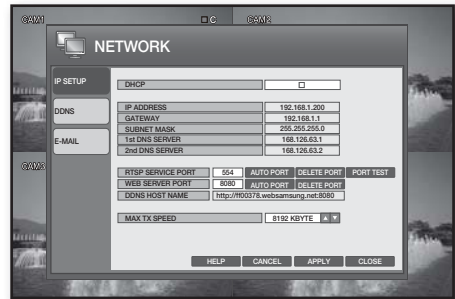 CAM1 C CAM2
NETWORK
IP SETUP
DHCP
DDNS
E-MAIL
IP ADDRESS 192.168.1.200
GATEWAY 192.168.1.1
SUBNET MASK 255.255.255.0
1st DNS SERVER 168.126.63.1
2nd DNS SERVER 168.126.63.2
CAM3
RTSP SERVICE PORT 554 AUTO PORT DELETE PORT PORT TEST
WEB SERVER PORT 8080 AUTO PORT DELETE PORT
DDNS HOST NAME http://ff00378.websamsung.net:8080
MAX TX SPEED 8192 KBYTE
HELP CANCEL APPLY CLOSE